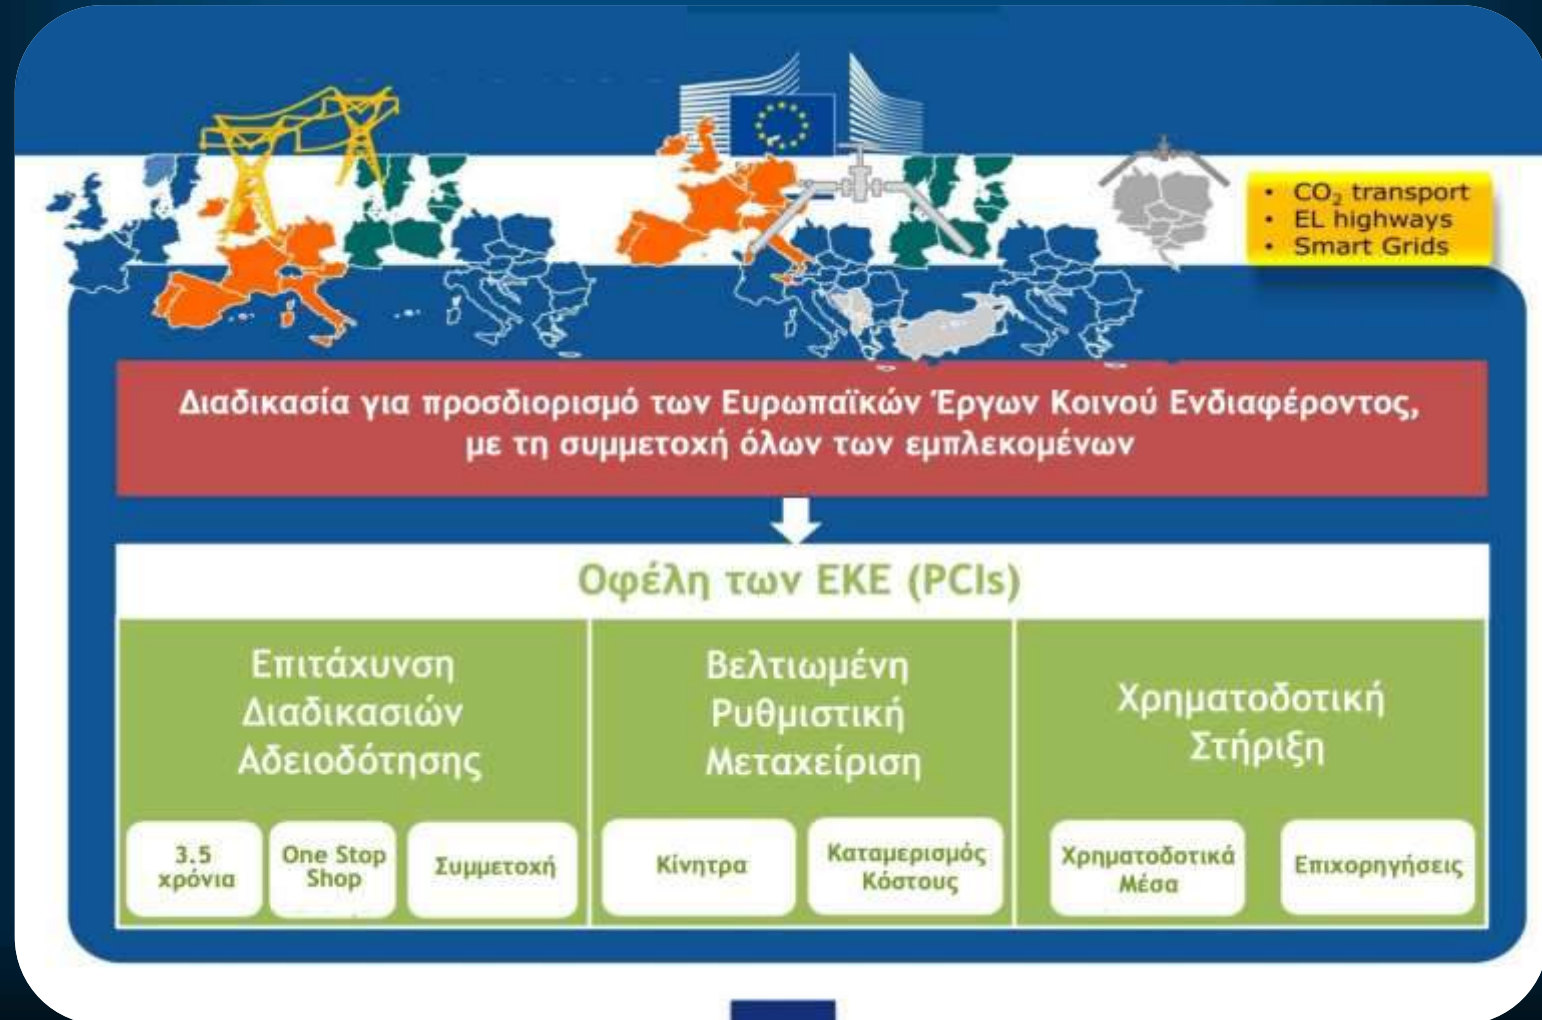 • CO₂ transport
• EL highways
• Smart Grids
Διαδικασία για προσδιορισμό των Ευρωπαϊκών Έργων Κοινού Ενδιαφέροντος,
με τη συμμετοχή όλων των εμπλεκομένων
Οφέλη των ΕΚΕ (PCIs)
Επιτάχυνση
Διαδικασιών
Αδειοδότησης
3.5
χρόνια
One Stop
Shop
Συμμετοχή
Βελτιωμένη
Ρυθμιστική
Μεταχείριση
Κίνητρα
Καταμερισμός
Κόστους
Χρηματοδοτική
Στήριξη
Χρηματοδοτικά
Μέσα
Επιχορηγήσεις